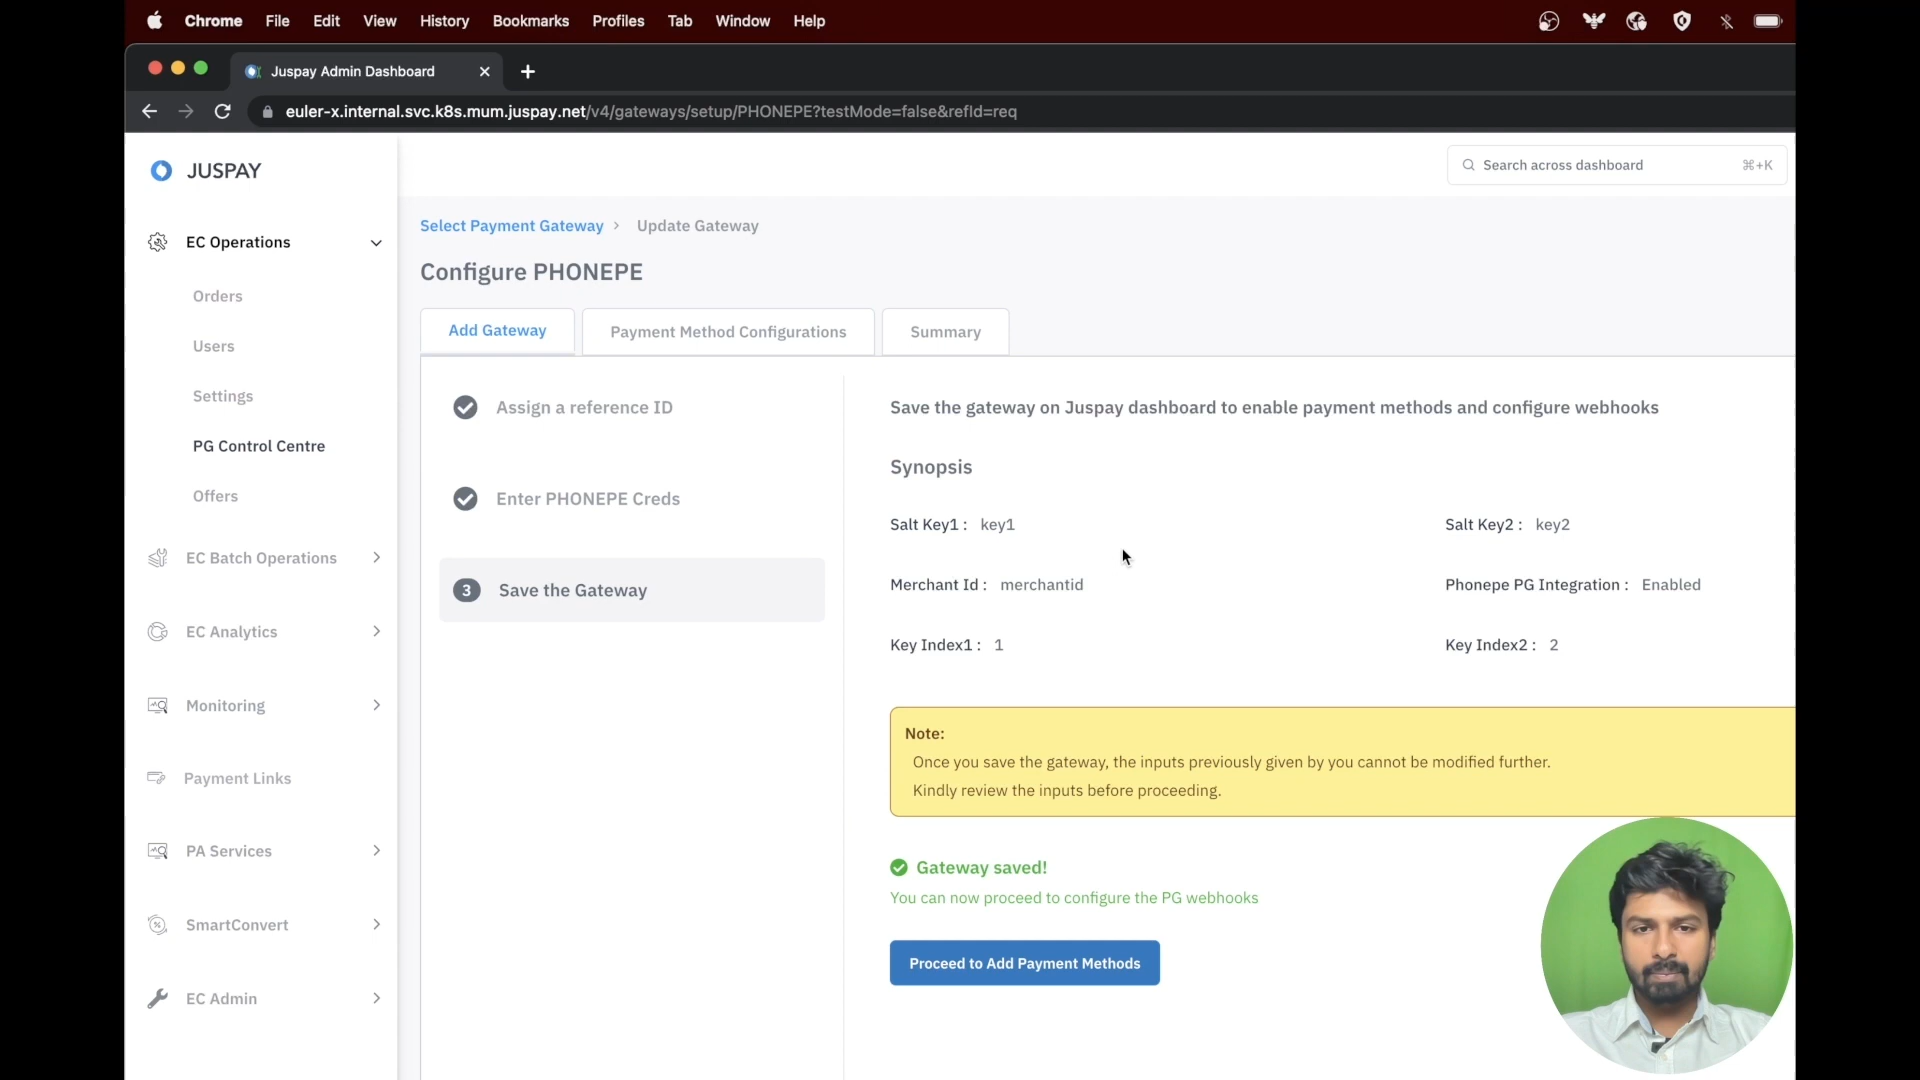 Chrome File Edit View History Bookmarks Profiles Tab Window Help
Juspay Admin Dashboard
euler-x.internal.svc.k8s.mum.juspay.net/v4/gateways/setup/PHONEPE?testMode=false&refId=req
JUSPAY
Search across dashboard ⌘+K
EC Operations
Orders
Users
Settings
PG Control Centre
Offers
EC Batch Operations
EC Analytics
Monitoring
Payment Links
PA Services
SmartConvert
EC Admin
Select Payment Gateway > Update Gateway
Configure PHONEPE
Add Gateway Payment Method Configurations Summary
Assign a reference ID
Enter PHONEPE Creds
3 Save the Gateway
Save the gateway on Juspay dashboard to enable payment methods and configure webhooks
Synopsis
Salt Key1 : key1 Salt Key2 : key2
Merchant Id : merchantid Phonepe PG Integration : Enabled
Key Index1 : 1 Key Index2 : 2
Note:
Once you save the gateway, the inputs previously given by you cannot be modified further.
Kindly review the inputs before proceeding.
Gateway saved!
You can now proceed to configure the PG webhooks
Proceed to Add Payment Methods